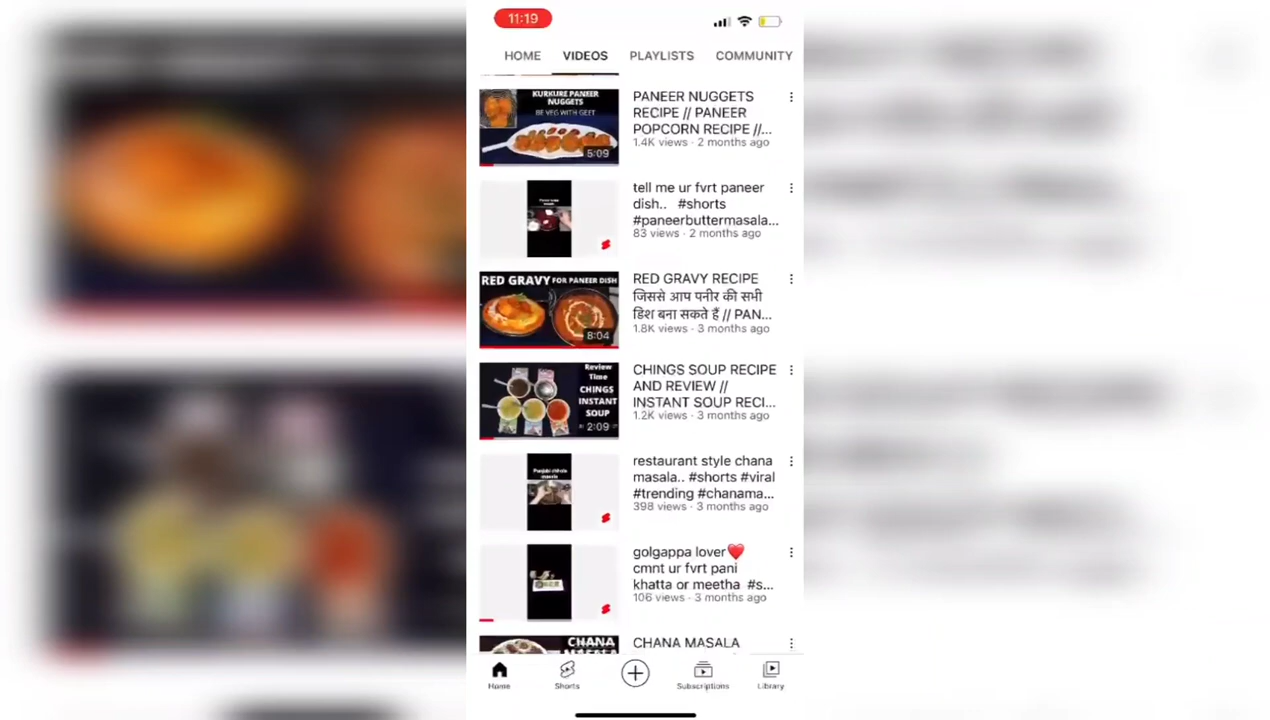 11:19
HOME VIDEOS PLAYLISTS COMMUNITY
KURKURE PANEER
NUGGETS
BE VEG WITH GEET
5:09
PANEER NUGGETS
RECIPE // PANEER
POPCORN RECIPE //...
1.4K views · 2 months ago
tell me ur fvrt paneer
dish.. #shorts
#paneerbuttermasala...
83 views · 2 months ago
RED GRAVY FOR PANEER DISH
8:04
RED GRAVY RECIPE
जिससे आप पनीर की सभी
डिश बना सकते हैं // PAN...
1.8K views · 3 months ago
Review
Time
CHINGS
INSTANT
SOUP
2:09
CHINGS SOUP RECIPE
AND REVIEW //
INSTANT SOUP RECI...
1.2K views · 3 months ago
Punjabi chhole
masala
restaurant style chana
masala.. #shorts #viral
#trending #chanama...
398 views · 3 months ago
golgappa lover❤️
cmnt ur fvrt pani
khatta or meetha #s...
106 views · 3 months ago
CHANA
CHANA MASALA
Home Shorts Subscriptions Library